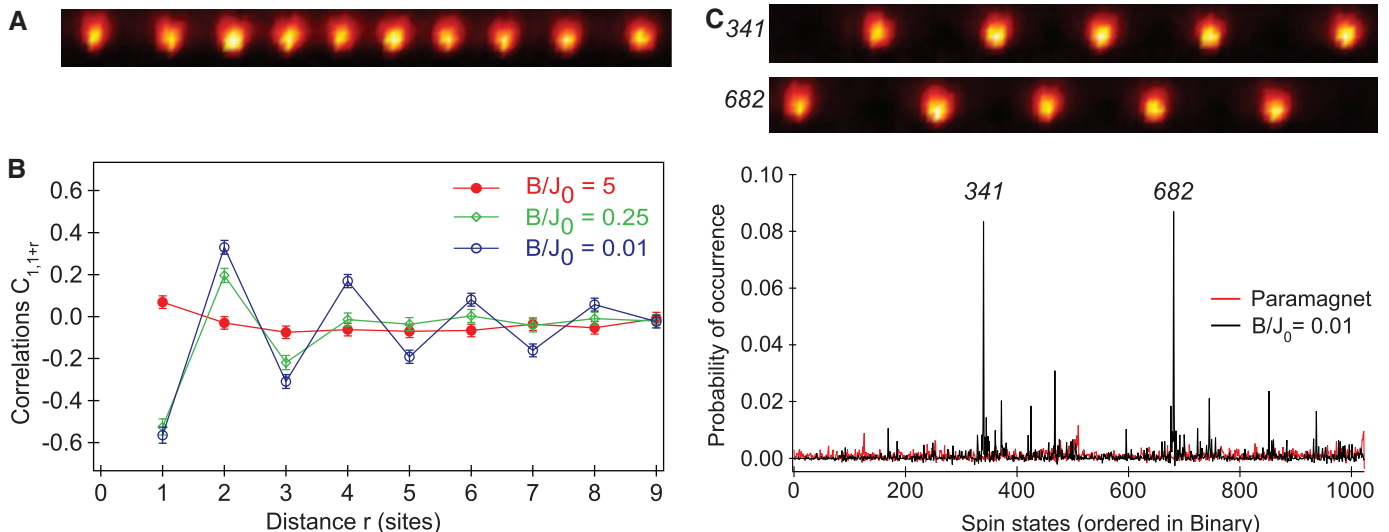 A
B
Correlations C1,1+r
0.6
0.4
0.2
0.0
-0.2
-0.4
-0.6
B/J0 = 5
B/J0 = 0.25
B/J0 = 0.01
0 1 2 3 4 5 6 7 8 9
Distance r (sites)
C
341
682
Probability of occurrence
0.10
0.08
0.06
0.04
0.02
0.00
341 682
Paramagnet
B/J0= 0.01
0 200 400 600 800 1000
Spin states (ordered in Binary)